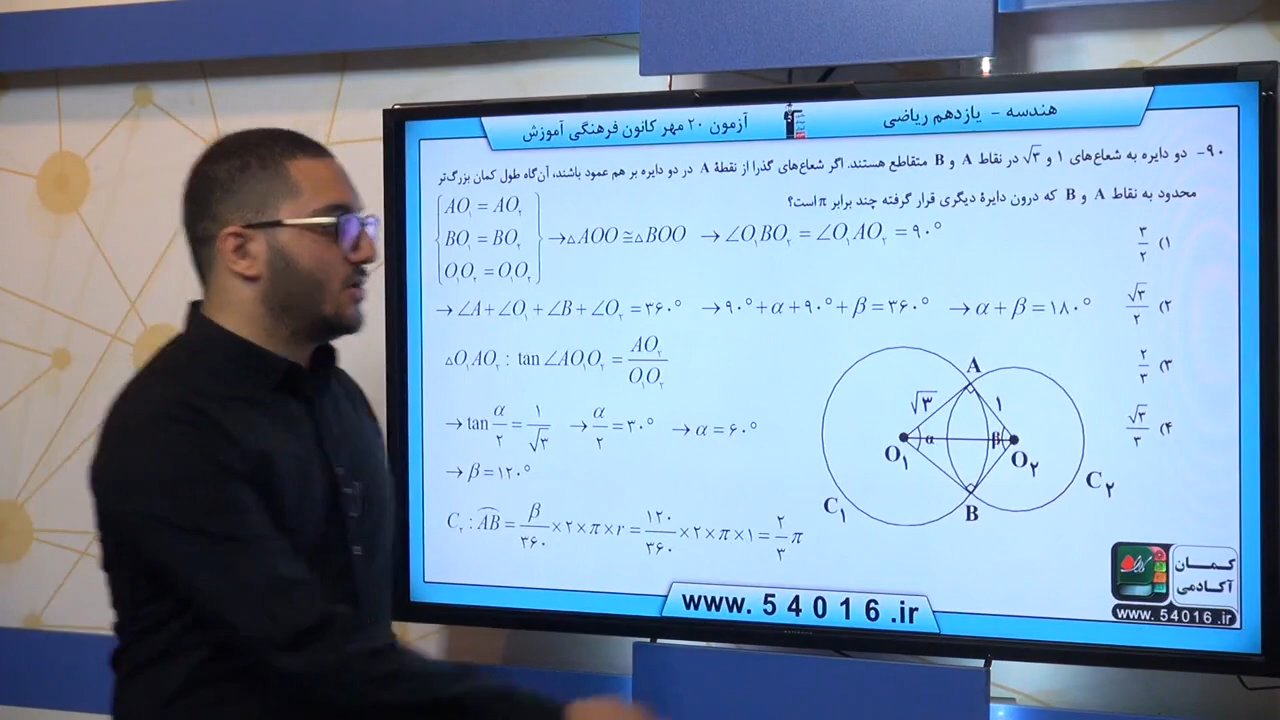 هندسه - یازدهم ریاضی
آزمون ۲۰ مهر کانون فرهنگی آموزش
۹۰- دو دایره به شعاع‌های ۱ و √۳ در نقاط A و B متقاطع هستند. اگر شعاع‌های گذرا از نقطهٔ A در دو دایره بر هم عمود باشند، آن‌گاه طول کمان بزرگ‌تر
محدود به نقاط A و B که درون دایرهٔ دیگری قرار گرفته چند برابر π است؟
۱) ۳/۲
۲) √۳/۲
۳) ۲/۳
۴) √۳/۳
{AO₁ = AO₂
BO₁ = BO₂
O₁O₂ = O₁O₂} → △AOO ≅ △BOO → ∠O₁BO₂ = ∠O₁AO₂ = ۹۰°
→ ∠A + ∠O₁ + ∠B + ∠O₂ = ۳۶۰° → ۹۰° + α + ۹۰° + β = ۳۶۰° → α + β = ۱۸۰°
△O₁AO₂ : tan ∠AO₁O₂ = AO₂/O₁O₂
→ tan α/۲ = ۱/√۳ → α/۲ = ۳۰° → α = ۶۰°
→ β = ۱۲۰°
C₂ : AB = β/۳۶۰ × ۲ × π × r = ۱۲۰/۳۶۰ × ۲ × π × ۱ = ۲/۳ π
A
√۳
۱
O₁
α
β
O₂
C₁
B
C₂
کمان
آکادمی
www. 54016 .ir
www. 5 4 0 1 6 .ir